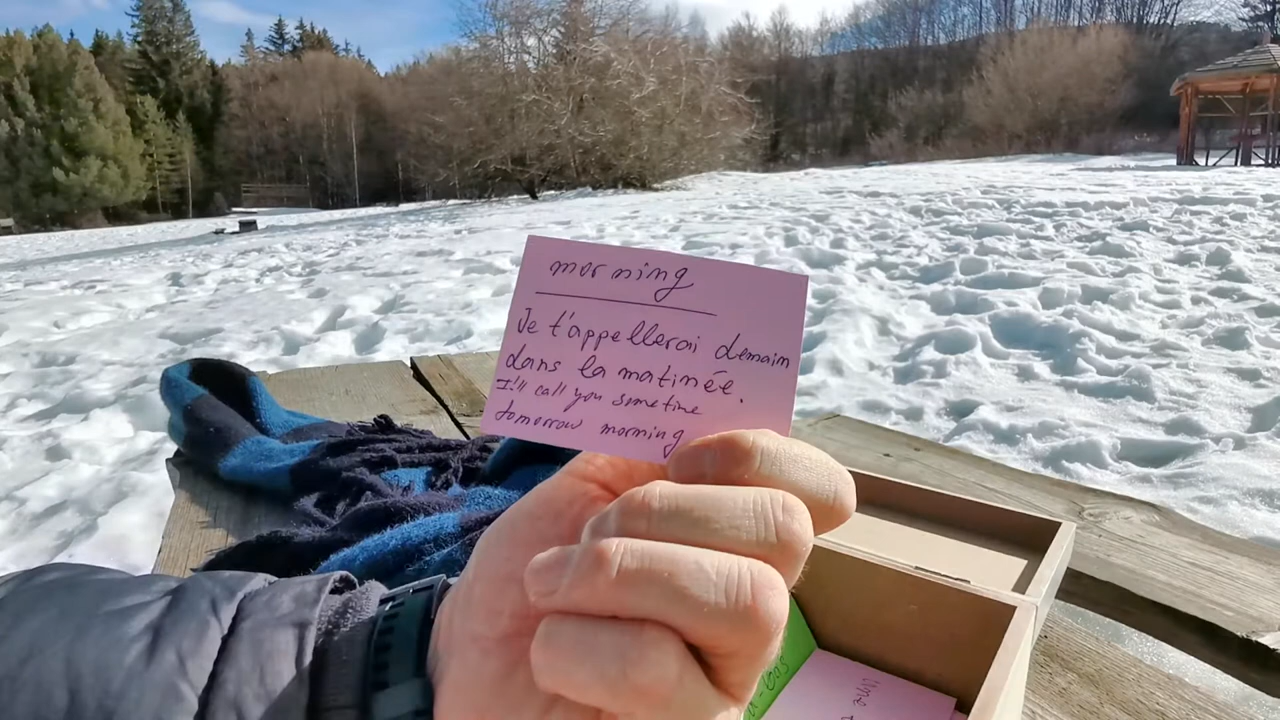 morning
Je t'appellerai demain
dans la matinée.
I'll call you sometime
tomorrow morning